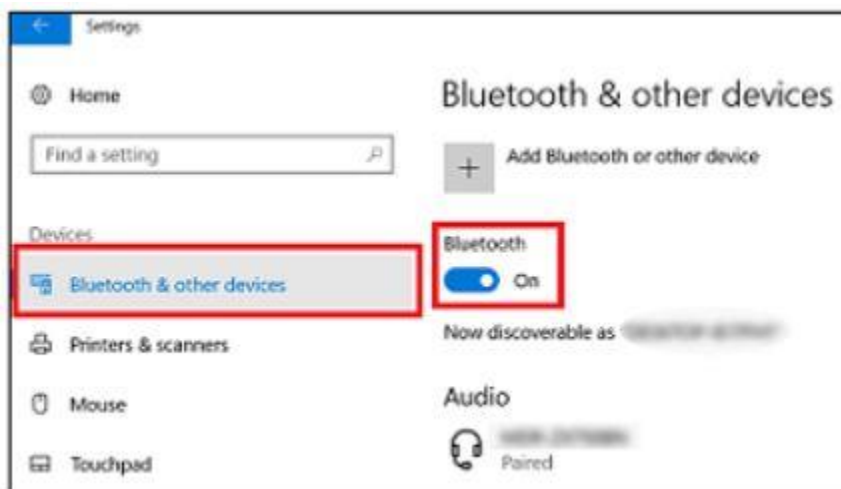 Settings
Home
Find a setting
Devices
Bluetooth & other devices
Printers & scanners
Mouse
Touchpad
Bluetooth & other devices
Add Bluetooth or other device
Bluetooth
On
Now discoverable as
Audio
Paired